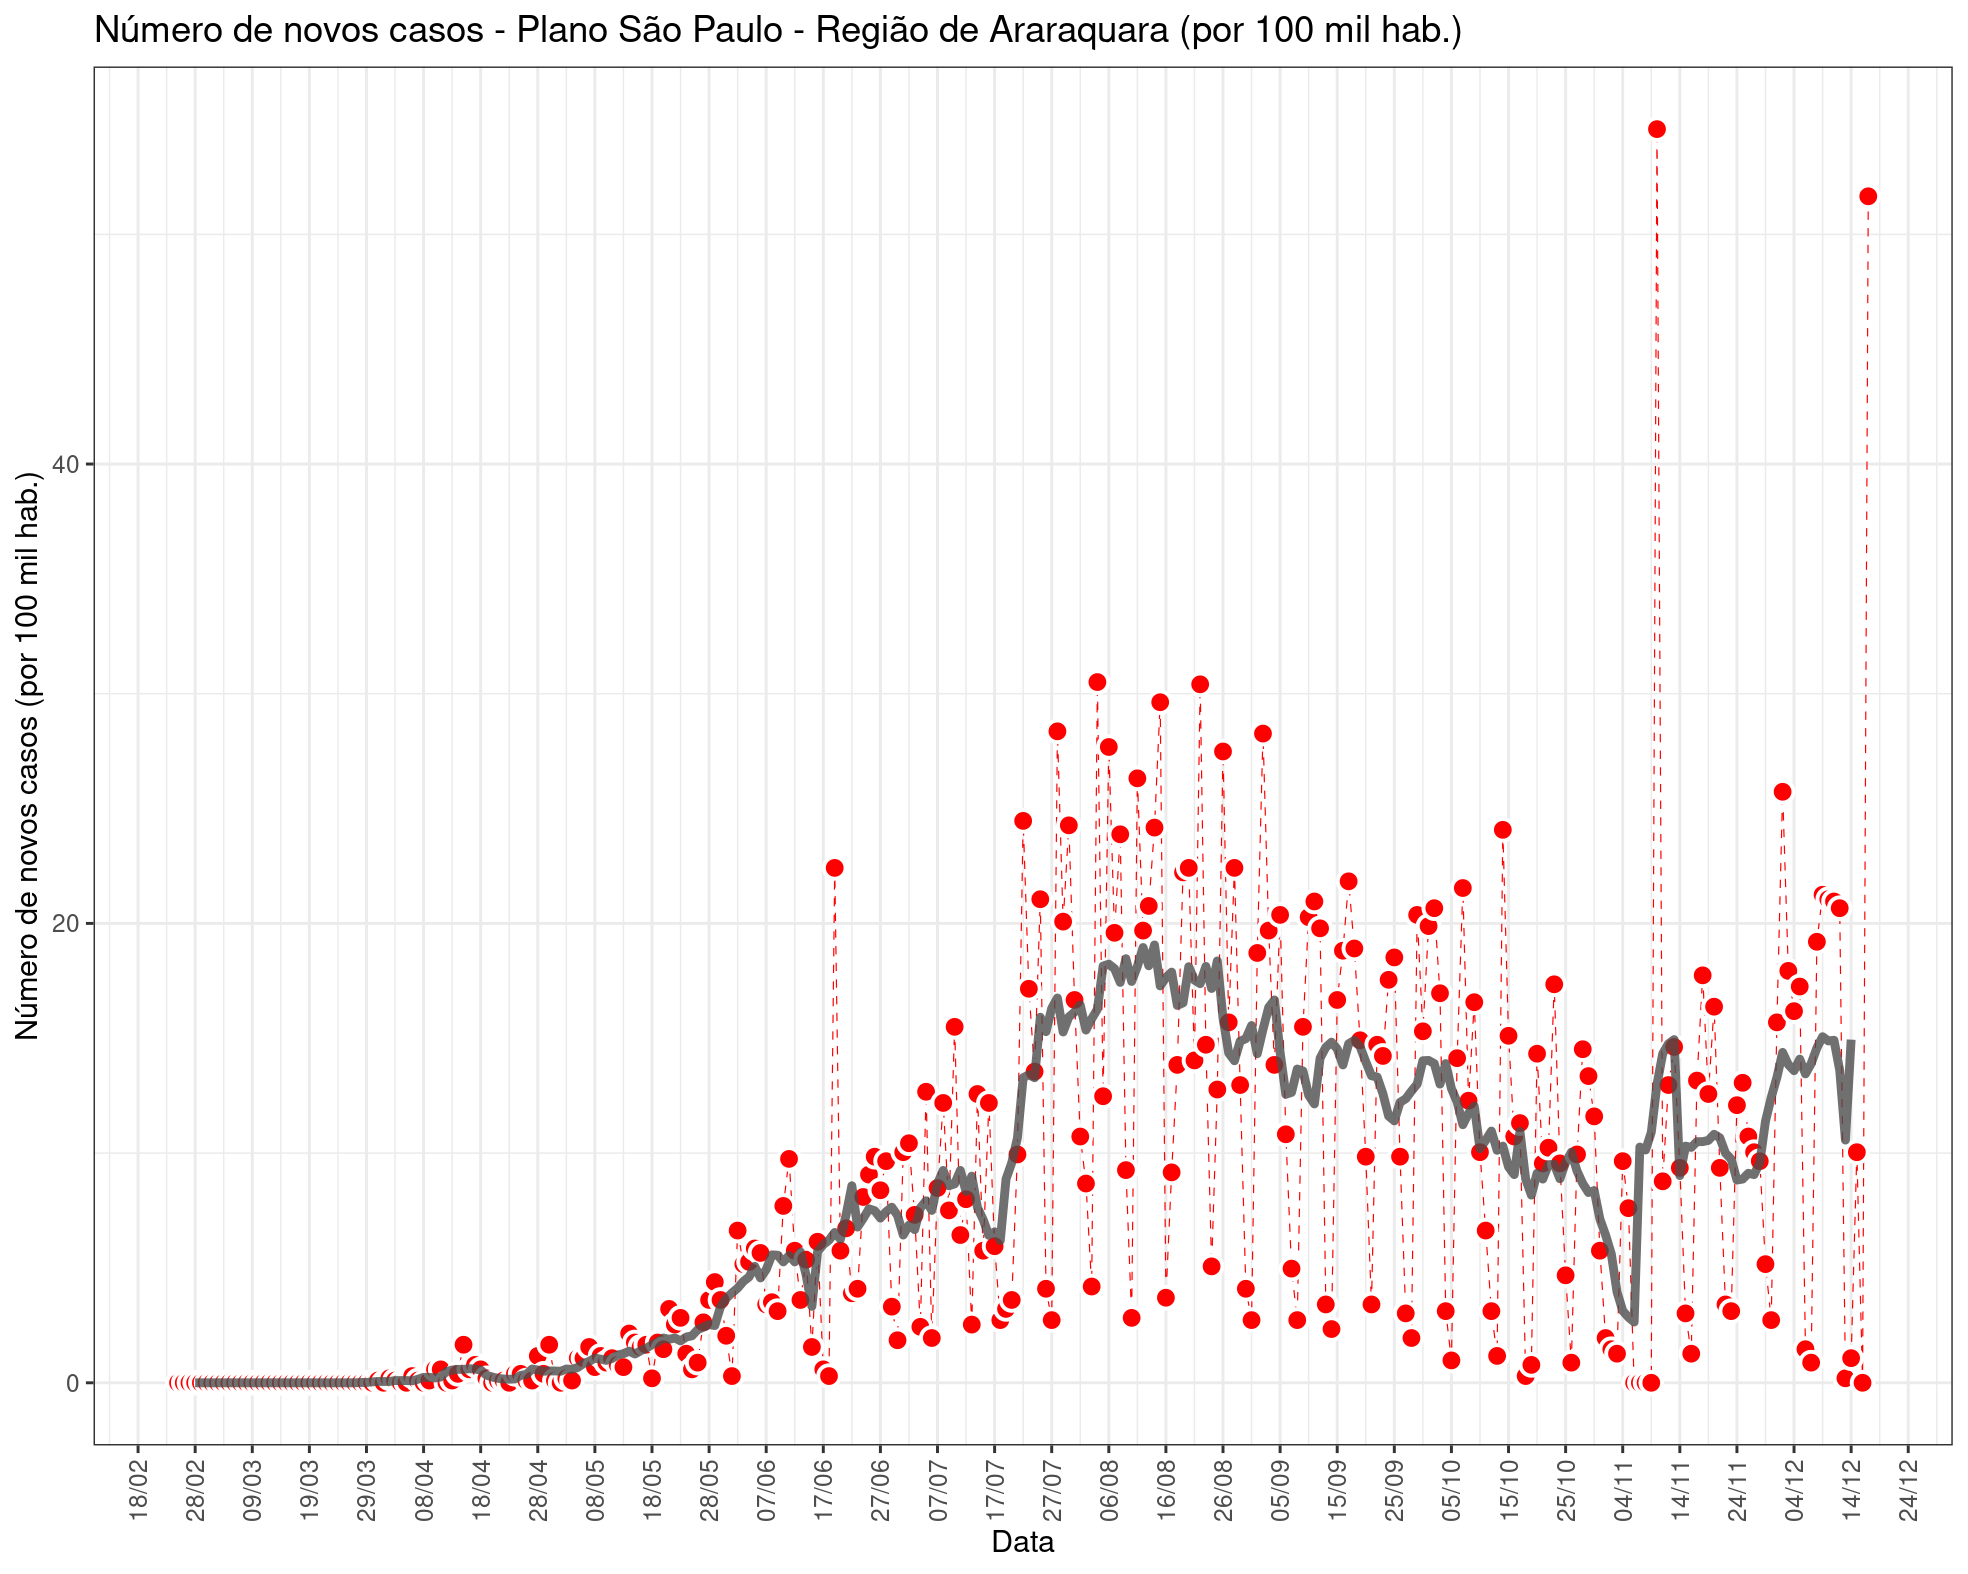 Número de novos casos - Plano São Paulo - Região de Araraquara (por 100 mil hab.)
Número de novos casos (por 100 mil hab.)
40
20
0
18/02 28/02 09/03 19/03 29/03 08/04 18/04 28/04 08/05 18/05 28/05 07/06 17/06 27/06 07/07 17/07 27/07 06/08 16/08 26/08 05/09 15/09 25/09 05/10 15/10 25/10 04/11 14/11 24/11 04/12 14/12 24/12
Data